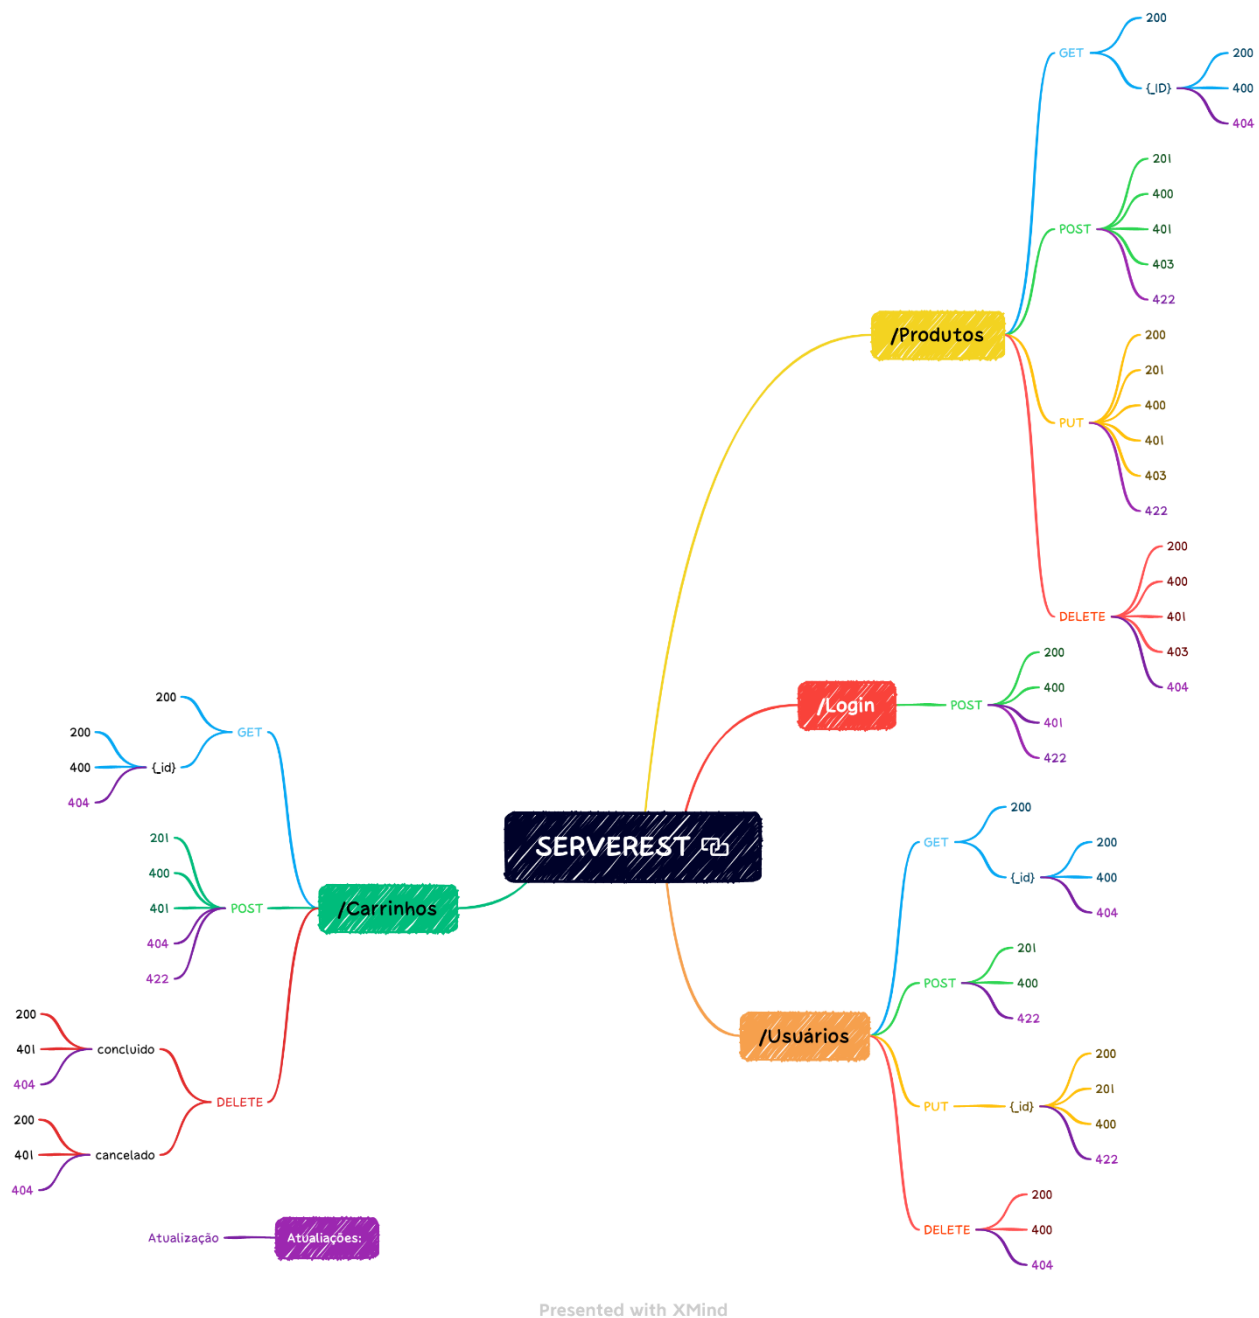 SERVEREST
/Produtos
GET
200
{_ID}
200
400
404
POST
201
400
401
403
422
PUT
200
201
400
401
403
422
DELETE
200
400
401
403
404
/Login
POST
200
400
401
422
/Usuários
GET
200
{_id}
200
400
404
POST
201
400
422
PUT
{_id}
200
201
400
422
DELETE
200
400
404
/Carrinhos
GET
200
{_id}
200
400
404
POST
201
400
401
404
422
DELETE
concluido
200
401
404
cancelado
200
401
404
Atualiações:
Atualização
Presented with XMind